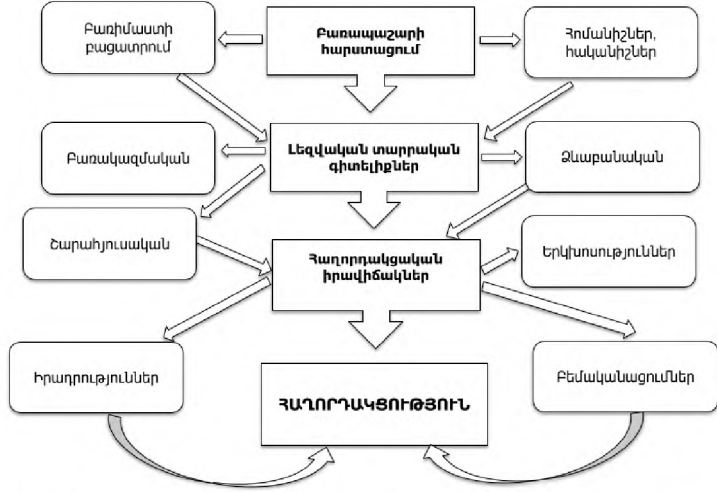 Բառիմաստի
բացատրում
Բառապաշարի
հարստացում
Հոմանիշներ,
հականիշներ
Բառակազմական
Լեզվական տարրական
գիտելիքներ
Ձևաբանական
Շարահյուսական
Հաղորդակցական
իրավիճակներ
Երկխոսություններ
Իրադրություններ
ՀԱՂՈՐԴԱԿՑՈՒԹՅՈՒՆ
Բեմականացումներ